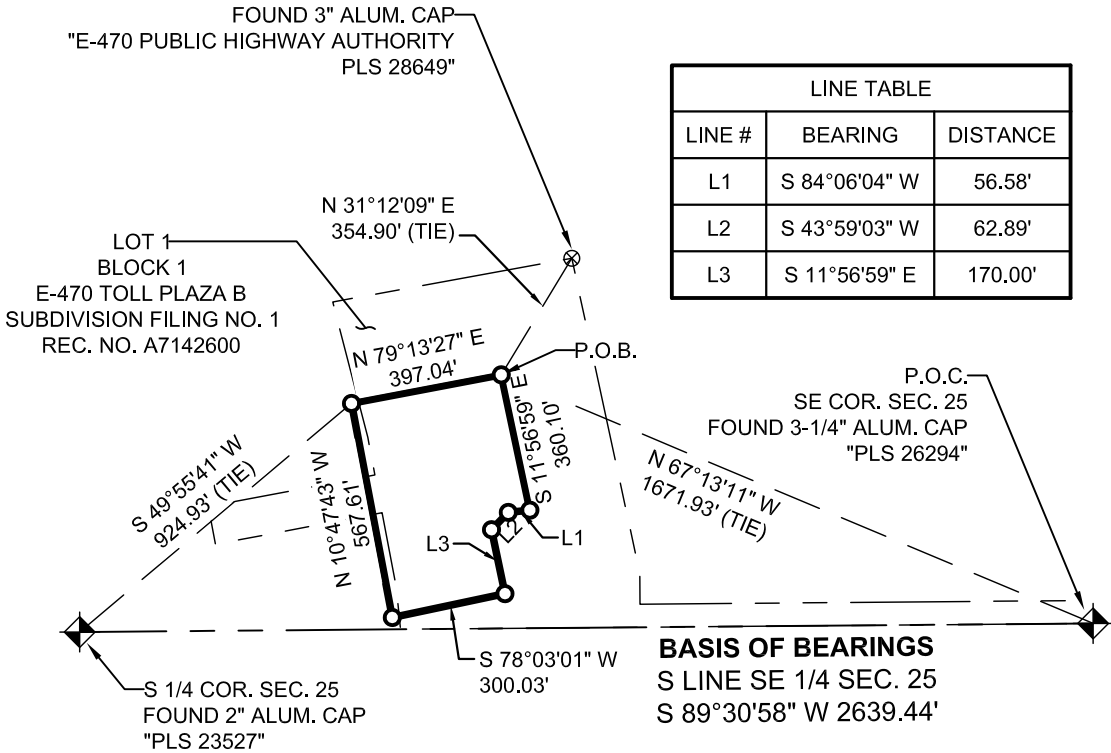 FOUND 3" ALUM. CAP
"E-470 PUBLIC HIGHWAY AUTHORITY
PLS 28649"
LINE TABLE
LINE # BEARING DISTANCE
L1 S 84°06'04" W 56.58'
L2 S 43°59'03" W 62.89'
L3 S 11°56'59" E 170.00'
N 31°12'09" E
354.90' (TIE)
LOT 1
BLOCK 1
E-470 TOLL PLAZA B
SUBDIVISION FILING NO. 1
REC. NO. A7142600
N 79°13'27" E
397.04'
P.O.B.
P.O.C.
SE COR. SEC. 25
FOUND 3-1/4" ALUM. CAP
"PLS 26294"
S 11°56'59" E
360.10'
N 67°13'11" W
1671.93' (TIE)
S 49°55'41" W
924.93' (TIE)
N 10°47'43" W
567.61'
L3
L2
L1
S 78°03'01" W
300.03'
BASIS OF BEARINGS
S LINE SE 1/4 SEC. 25
S 89°30'58" W 2639.44'
S 1/4 COR. SEC. 25
FOUND 2" ALUM. CAP
"PLS 23527"